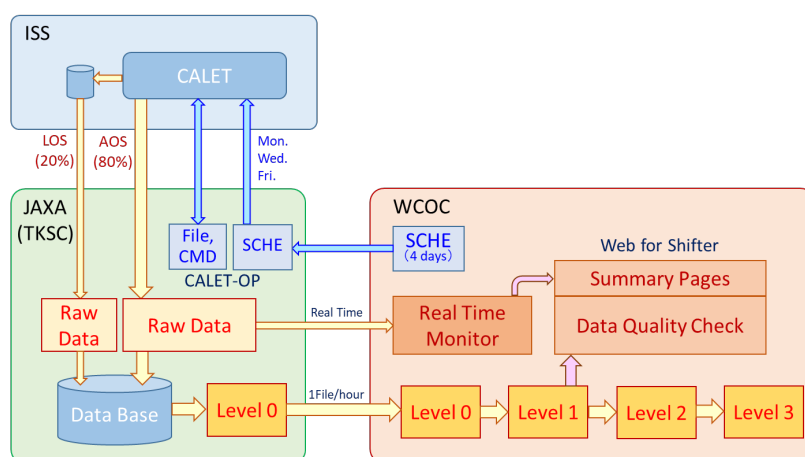 ISS
CALET
LOS
(20%)
AOS
(80%)
Mon.
Wed.
Fri.
JAXA
(TKSC)
File,
CMD
SCHE
CALET-OP
WCOC
SCHE
(4 days)
Web for Shifter
Summary Pages
Data Quality Check
Raw
Data
Raw Data
Real Time
Real Time
Monitor
Data Base
Level 0
1File/hour
Level 0
Level 1
Level 2
Level 3